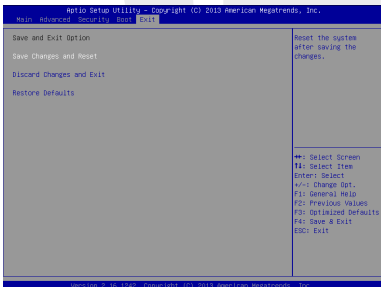 Aptio Setup Utility – Copyright (C) 2013 American Megatrends, Inc.
Main Advanced Security Boot Exit
Save and Exit Option
Save Changes and Reset
Discard Changes and Exit
Restore Defaults
Reset the system
after saving the
changes.
→←: Select Screen
↑↓: Select Item
Enter: Select
+/-: Change Opt.
F1: General Help
F2: Previous Values
F3: Optimized Defaults
F4: Save & Exit
ESC: Exit
Version 2.16.1242. Copyright (C) 2013 American Megatrends, Inc.